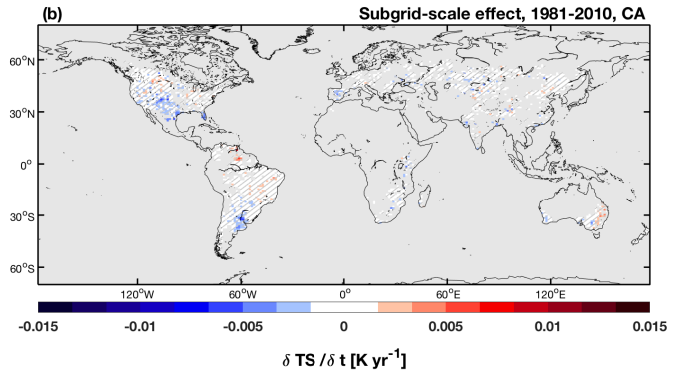 (b) Subgrid-scale effect, 1981-2010, CA
60°N
30°N
0°
30°S
60°S
120°W 60°W 0° 60°E 120°E
-0.015 -0.01 -0.005 0 0.005 0.01 0.015
δ TS /δ t [K yr⁻¹]